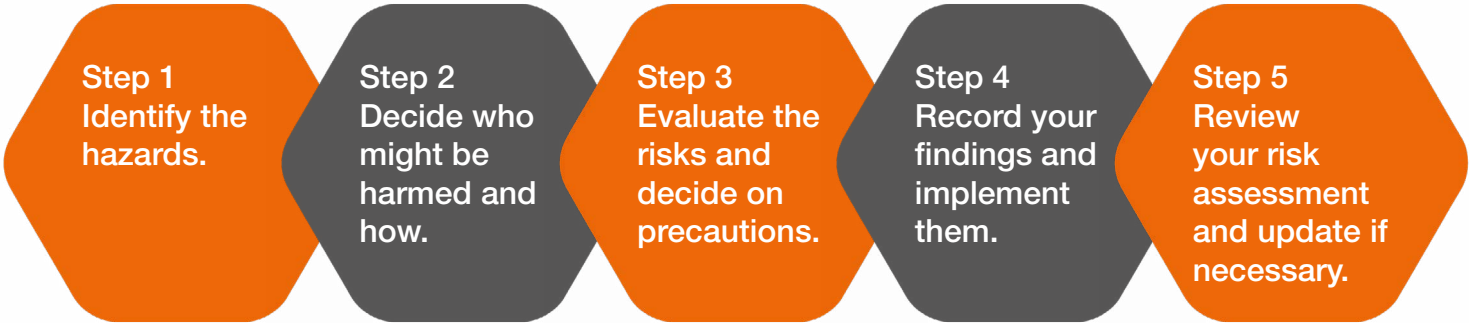 Step 1
Identify the
hazards.
Step 2
Decide who
might be
harmed and
how.
Step 3
Evaluate the
risks and
decide on
precautions.
Step 4
Record your
findings and
implement
them.
Step 5
Review
your risk
assessment
and update if
necessary.